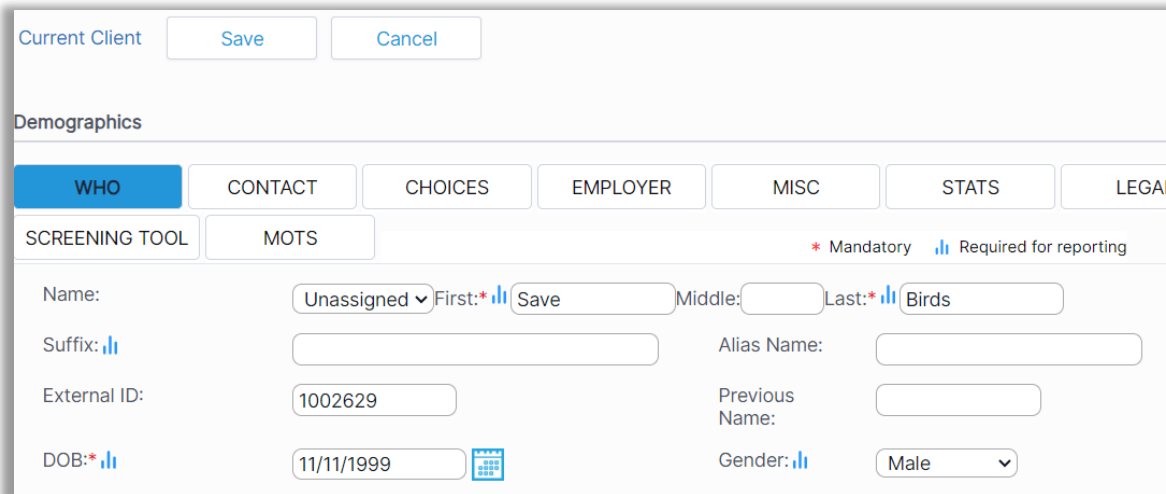 Current Client Save Cancel
Demographics
WHO CONTACT CHOICES EMPLOYER MISC STATS LEGAL
SCREENING TOOL MOTS * Mandatory Required for reporting
Name: Unassigned First:* Save Middle: Last:* Birds
Suffix: Alias Name:
External ID: 1002629 Previous
Name:
DOB:* 11/11/1999 Gender: Male